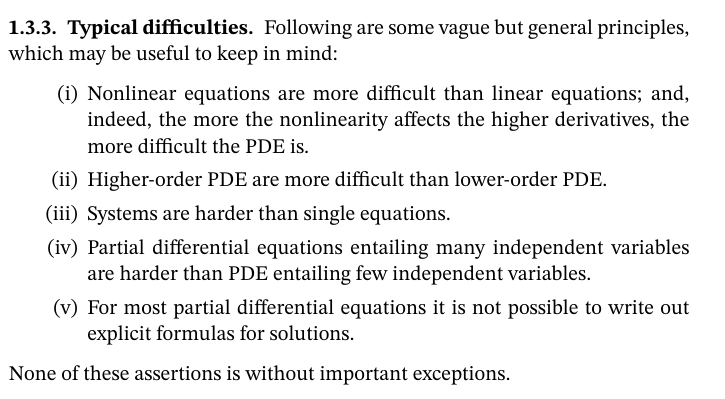 1.3.3. Typical difficulties. Following are some vague but general principles,
which may be useful to keep in mind:
(i) Nonlinear equations are more difficult than linear equations; and,
indeed, the more the nonlinearity affects the higher derivatives, the
more difficult the PDE is.
(ii) Higher-order PDE are more difficult than lower-order PDE.
(iii) Systems are harder than single equations.
(iv) Partial differential equations entailing many independent variables
are harder than PDE entailing few independent variables.
(v) For most partial differential equations it is not possible to write out
explicit formulas for solutions.
None of these assertions is without important exceptions.